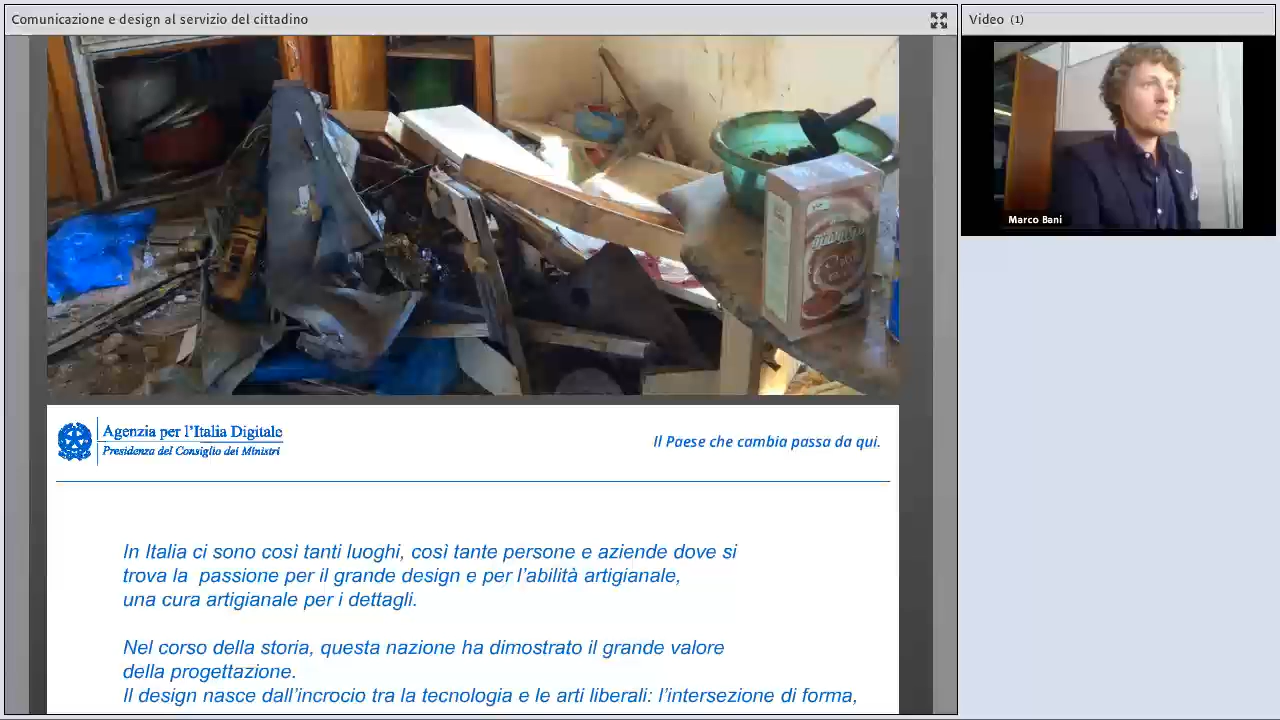 Comunicazione e design al servizio del cittadino
Video (1)
Marco Bani
Agenzia per l'Italia Digitale
Presidenza del Consiglio dei Ministri
Il Paese che cambia passa da qui.
In Italia ci sono così tanti luoghi, così tante persone e aziende dove si
trova la  passione per il grande design e per l'abilità artigianale,
una cura artigianale per i dettagli.
Nel corso della storia, questa nazione ha dimostrato il grande valore
della progettazione.
Il design nasce dall'incrocio tra la tecnologia e le arti liberali: l'intersezione di forma,